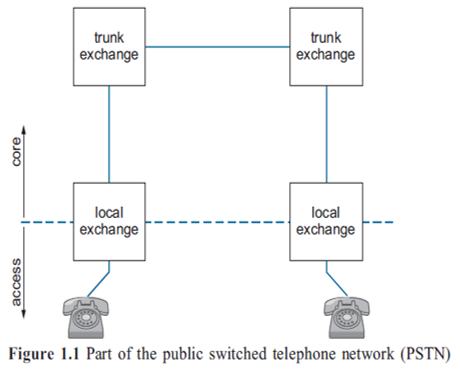 trunk
exchange
trunk
exchange
core
local
exchange
local
exchange
access
Figure 1.1 Part of the public switched telephone network (PSTN)